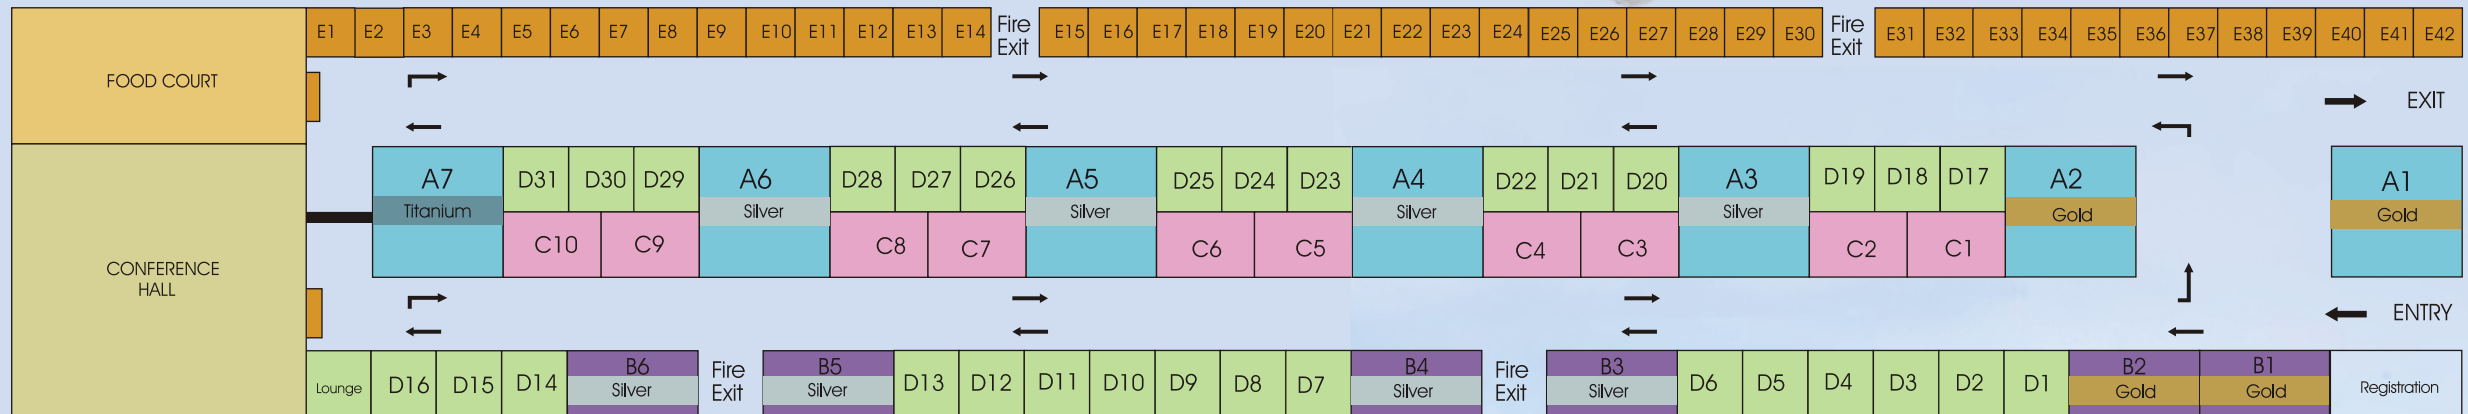 E1 E2 E3 E4 E5 E6 E7 E8 E9 E10 E11 E12 E13 E14 Fire Exit E15 E16 E17 E18 E19 E20 E21 E22 E23 E24 E25 E26 E27 E28 E29 E30 Fire Exit E31 E32 E33 E34 E35 E36 E37 E38 E39 E40 E41 E42
FOOD COURT
EXIT
A7 D31 D30 D29 A6 D28 D27 D26 A5 D25 D24 D23 A4 D22 D21 D20 A3 D19 D18 D17 A2 A1
Titanium Silver Silver Silver Silver Gold Gold
C10 C9 C8 C7 C6 C5 C4 C3 C2 C1
CONFERENCE
HALL
ENTRY
B6 Fire B5 B4 Fire B3 B2 B1
Lounge D16 D15 D14 Silver Exit Silver D13 D12 D11 D10 D9 D8 D7 Silver Exit Silver D6 D5 D4 D3 D2 D1 Gold Gold Registration